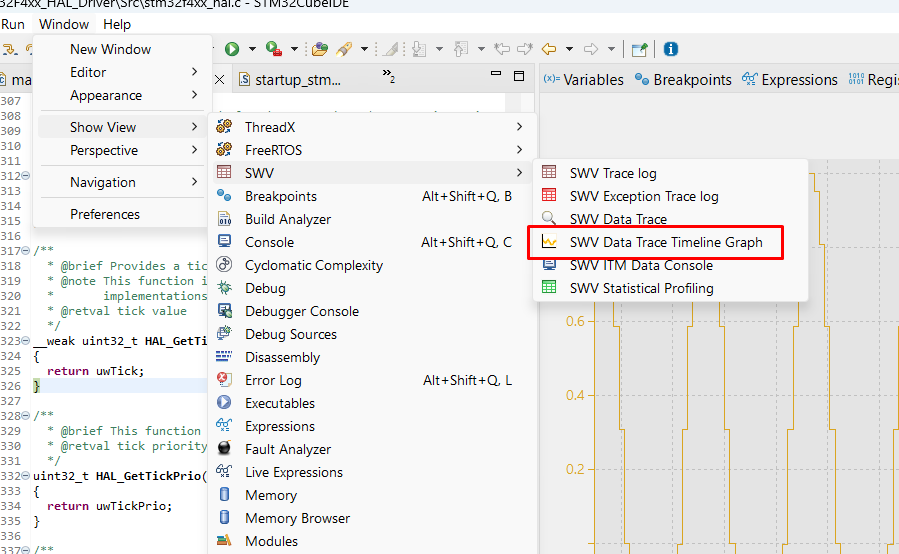 32F4xx_HAL_Driver\Src\stm32f4xx_hal.c - STM32CubeIDE
Run Window Help
New Window
Editor
Appearance
Show View
Perspective
Navigation
Preferences
ma
startup_stm...
2
(x)= Variables
Breakpoints
Expressions
Regis
ThreadX
FreeRTOS
SWV
Breakpoints Alt+Shift+Q, B
Build Analyzer
Console Alt+Shift+Q, C
Cyclomatic Complexity
Debug
Debugger Console
Debug Sources
Disassembly
Error Log Alt+Shift+Q, L
Executables
Expressions
Fault Analyzer
Live Expressions
Memory
Memory Browser
Modules
SWV Trace log
SWV Exception Trace log
SWV Data Trace
SWV Data Trace Timeline Graph
SWV ITM Data Console
SWV Statistical Profiling
307
308
309
310
311
312
313
314
315
316
317 /**
318 * @brief Provides a tic
319 * @note This function i
320 * implementations
321 * @retval tick value
322 */
323 __weak uint32_t HAL_GetTi
324 {
325 return uwTick;
326 }
327
328 /**
329 * @brief This function
330 * @retval tick priority
331 */
332 uint32_t HAL_GetTickPrio(
333 {
334 return uwTickPrio;
335 }
336
337 /**
0.6
0.4
0.2